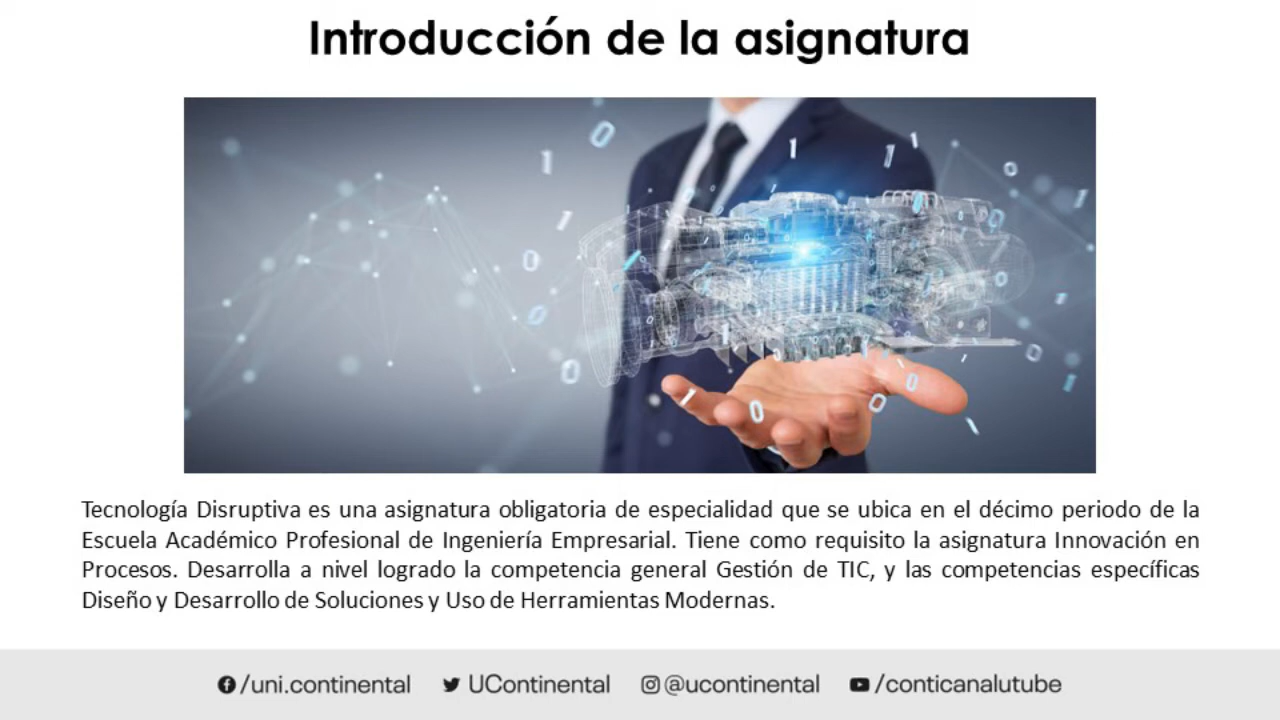 Introducción de la asignatura
Tecnología Disruptiva es una asignatura obligatoria de especialidad que se ubica en el décimo periodo de la
Escuela Académico Profesional de Ingeniería Empresarial. Tiene como requisito la asignatura Innovación en
Procesos. Desarrolla a nivel logrado la competencia general Gestión de TIC, y las competencias específicas
Diseño y Desarrollo de Soluciones y Uso de Herramientas Modernas.
/uni.continental UContinental @ucontinental /conticanalutube